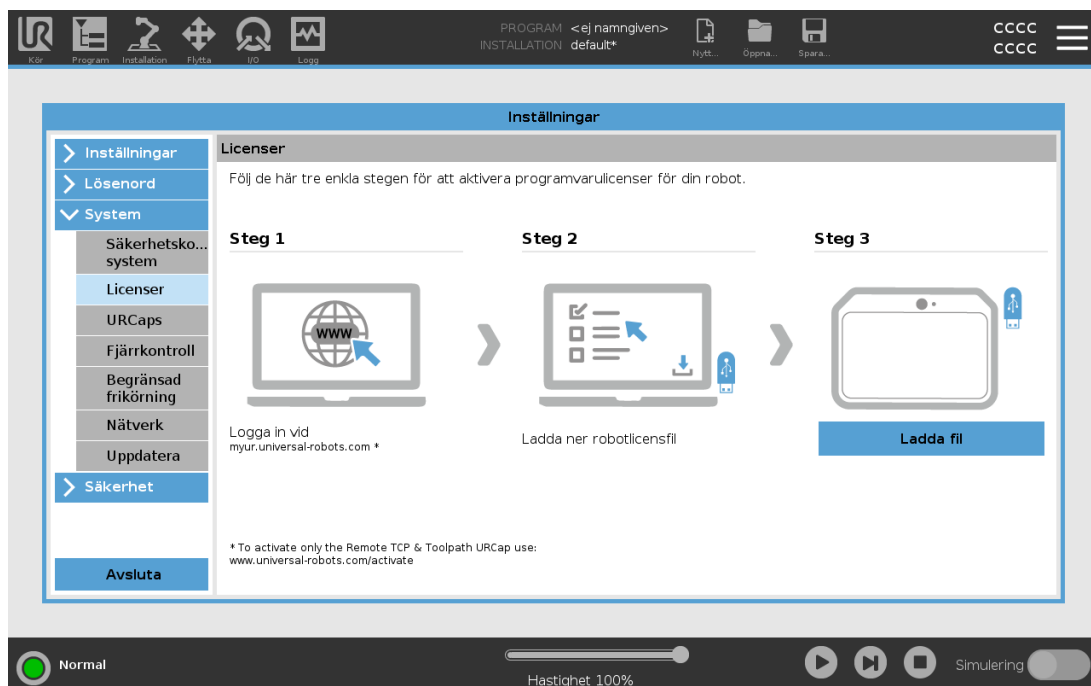 PROGRAM <ej namngiven>
INSTALLATION default*
Kör
Program
Installation
Flytta
I/O
Logg
Nytt...
Öppna...
Spara...
CCCC
CCCC
Inställningar
Inställningar
Lösenord
System
Säkerhetsko...
system
Licenser
URCaps
Fjärrkontroll
Begränsad
frikörning
Nätverk
Uppdatera
Säkerhet
Avsluta
Licenser
Följ de här tre enkla stegen för att aktivera programvarulicenser för din robot.
Steg 1
WWW
Logga in vid
myur.universal-robots.com *
Steg 2
Ladda ner robotlicensfil
Steg 3
Ladda fil
* To activate only the Remote TCP & Toolpath URCap use:
www.universal-robots.com/activate
Normal
Hastighet 100%
Simulering